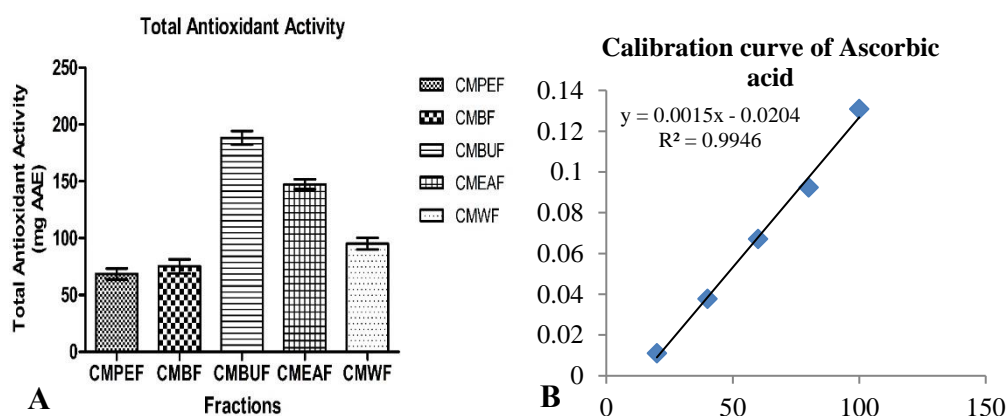 Total Antioxidant Activity
250
200
150
100
50
0
Total Antioxidant Activity
(mg AAE)
CMPEF
CMBF
CMBUF
CMEAF
CMWF
Fractions
CMPEF
CMBF
CMBUF
CMEAF
CMWF
A
Calibration curve of Ascorbic
acid
y = 0.0015x - 0.0204
R² = 0.9946
0.14
0.12
0.1
0.08
0.06
0.04
0.02
0
0
50
100
150
B